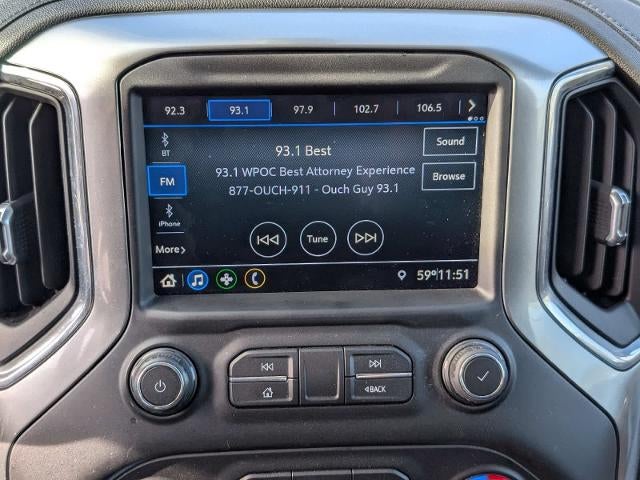 92.3 93.1 97.9 102.7 106.5
BT
93.1 Best
Sound
FM
93.1 WPOC Best Attorney Experience
877-OUCH-911 - Ouch Guy 93.1
Browse
iPhone
More
Tune
59° 11:51
BACK